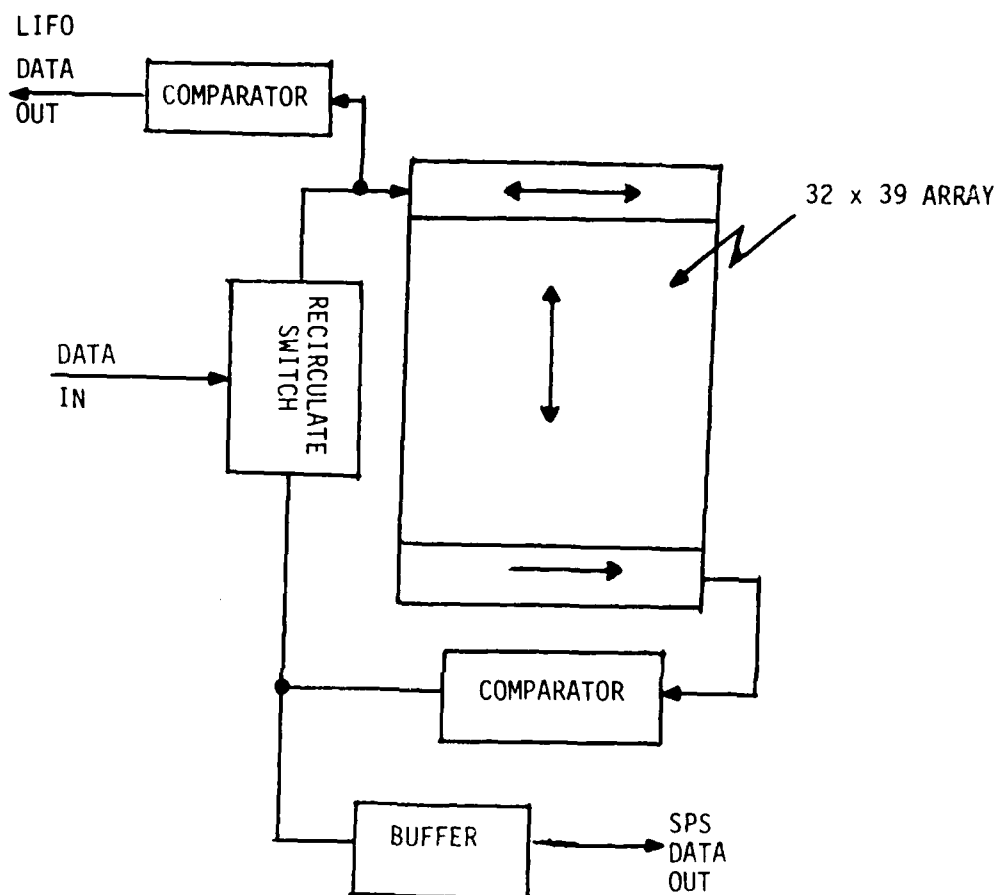 LIFO
DATA
OUT
COMPARATOR
32 x 39 ARRAY
RECIRCULATE
SWITCH
DATA
IN
COMPARATOR
BUFFER
SPS
DATA
OUT